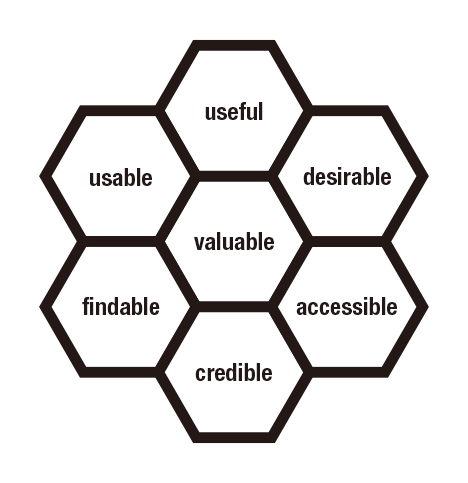 useful
usable
desirable
valuable
findable
accessible
credible